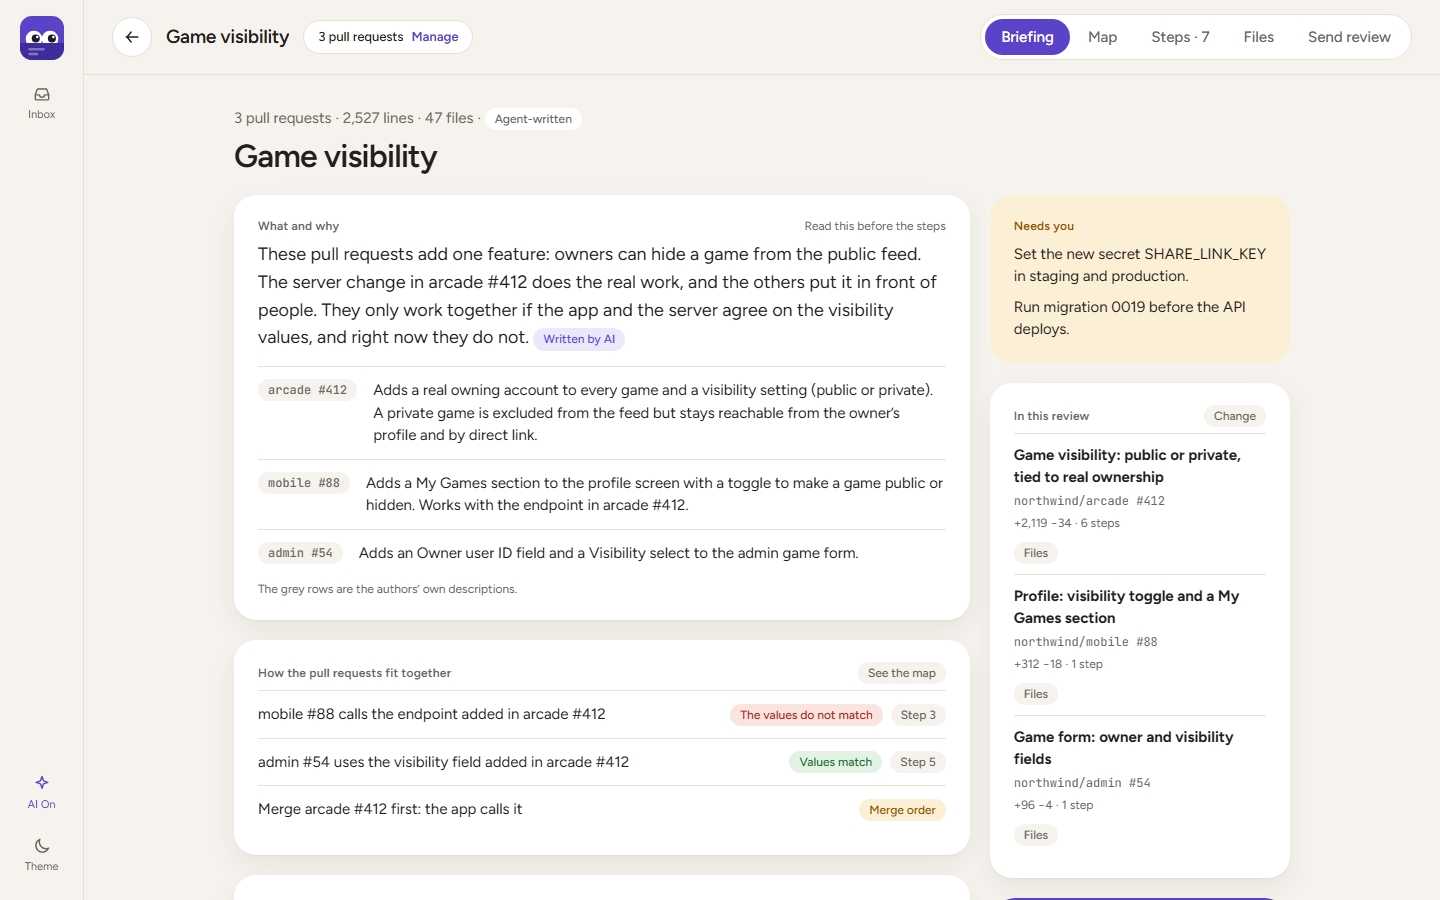 Game visibility
3 pull requests Manage
Briefing
Map
Steps · 7
Files
Send review
Inbox
AI On
Theme
3 pull requests · 2,527 lines · 47 files · Agent-written
Game visibility
What and why
Read this before the steps
These pull requests add one feature: owners can hide a game from the public feed.
The server change in arcade #412 does the real work, and the others put it in front of
people. They only work together if the app and the server agree on the visibility
values, and right now they do not. Written by AI
arcade #412
Adds a real owning account to every game and a visibility setting (public or private).
A private game is excluded from the feed but stays reachable from the owner’s
profile and by direct link.
mobile #88
Adds a My Games section to the profile screen with a toggle to make a game public or
hidden. Works with the endpoint in arcade #412.
admin #54
Adds an Owner user ID field and a Visibility select to the admin game form.
The grey rows are the authors’ own descriptions.
How the pull requests fit together
See the map
mobile #88 calls the endpoint added in arcade #412
The values do not match
Step 3
admin #54 uses the visibility field added in arcade #412
Values match
Step 5
Merge arcade #412 first: the app calls it
Merge order
Needs you
Set the new secret SHARE_LINK_KEY
in staging and production.
Run migration 0019 before the API
deploys.
In this review
Change
Game visibility: public or private,
tied to real ownership
northwind/arcade #412
+2,119 −34 · 6 steps
Files
Profile: visibility toggle and a My
Games section
northwind/mobile #88
+312 −18 · 1 step
Files
Game form: owner and visibility
fields
northwind/admin #54
+96 −4 · 1 step
Files